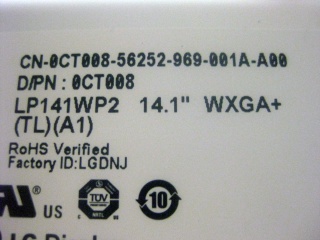 CN-0CT008-56252-969-001A-A00
D/PN : 0CT008
LP141WP2 14.1" WXGA+
(TL)(A1)
RoHS Verified
Factory ID:LGDNJ
US
TÜV
10